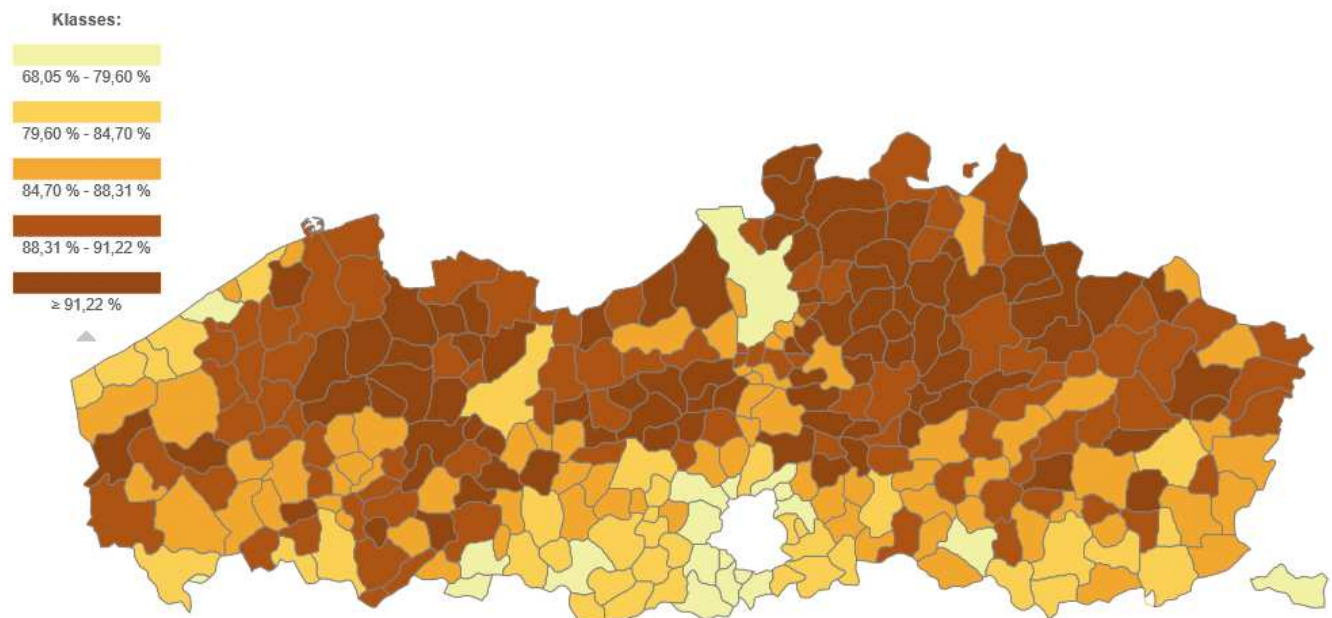 Klasses:
68,05 % - 79,60 %
79,60 % - 84,70 %
84,70 % - 88,31 %
88,31 % - 91,22 %
≥ 91,22 %